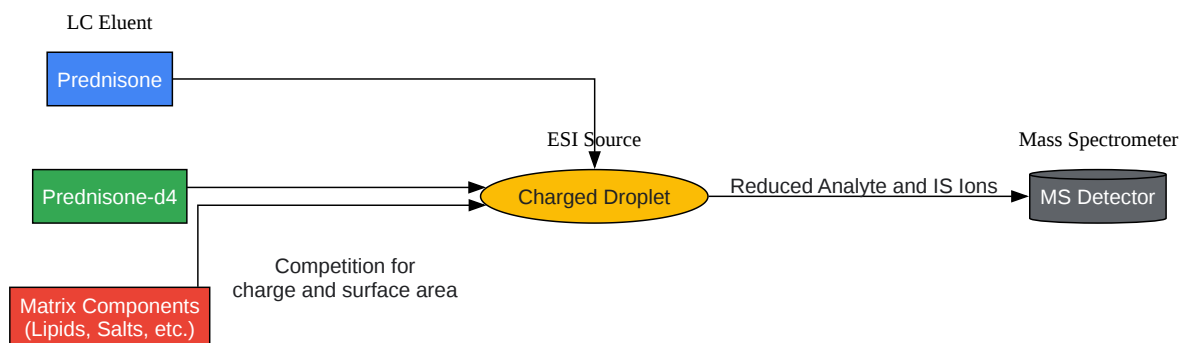 LC Eluent
Prednisone
ESI Source
Mass Spectrometer
Prednisone-d4
Charged Droplet
Reduced Analyte and IS Ions
MS Detector
Competition for
charge and surface area
Matrix Components
(Lipids, Salts, etc.)